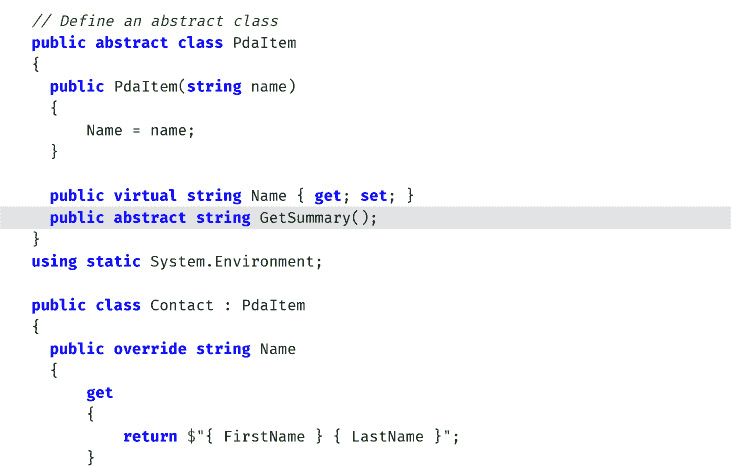 // Define an abstract class
public abstract class PdaItem
{
  public PdaItem(string name)
  {
      Name = name;
  }

  public virtual string Name { get; set; }
  public abstract string GetSummary();
}
using static System.Environment;

public class Contact : PdaItem
{
  public override string Name
  {
      get
      {
          return $"{ FirstName } { LastName }";
      }